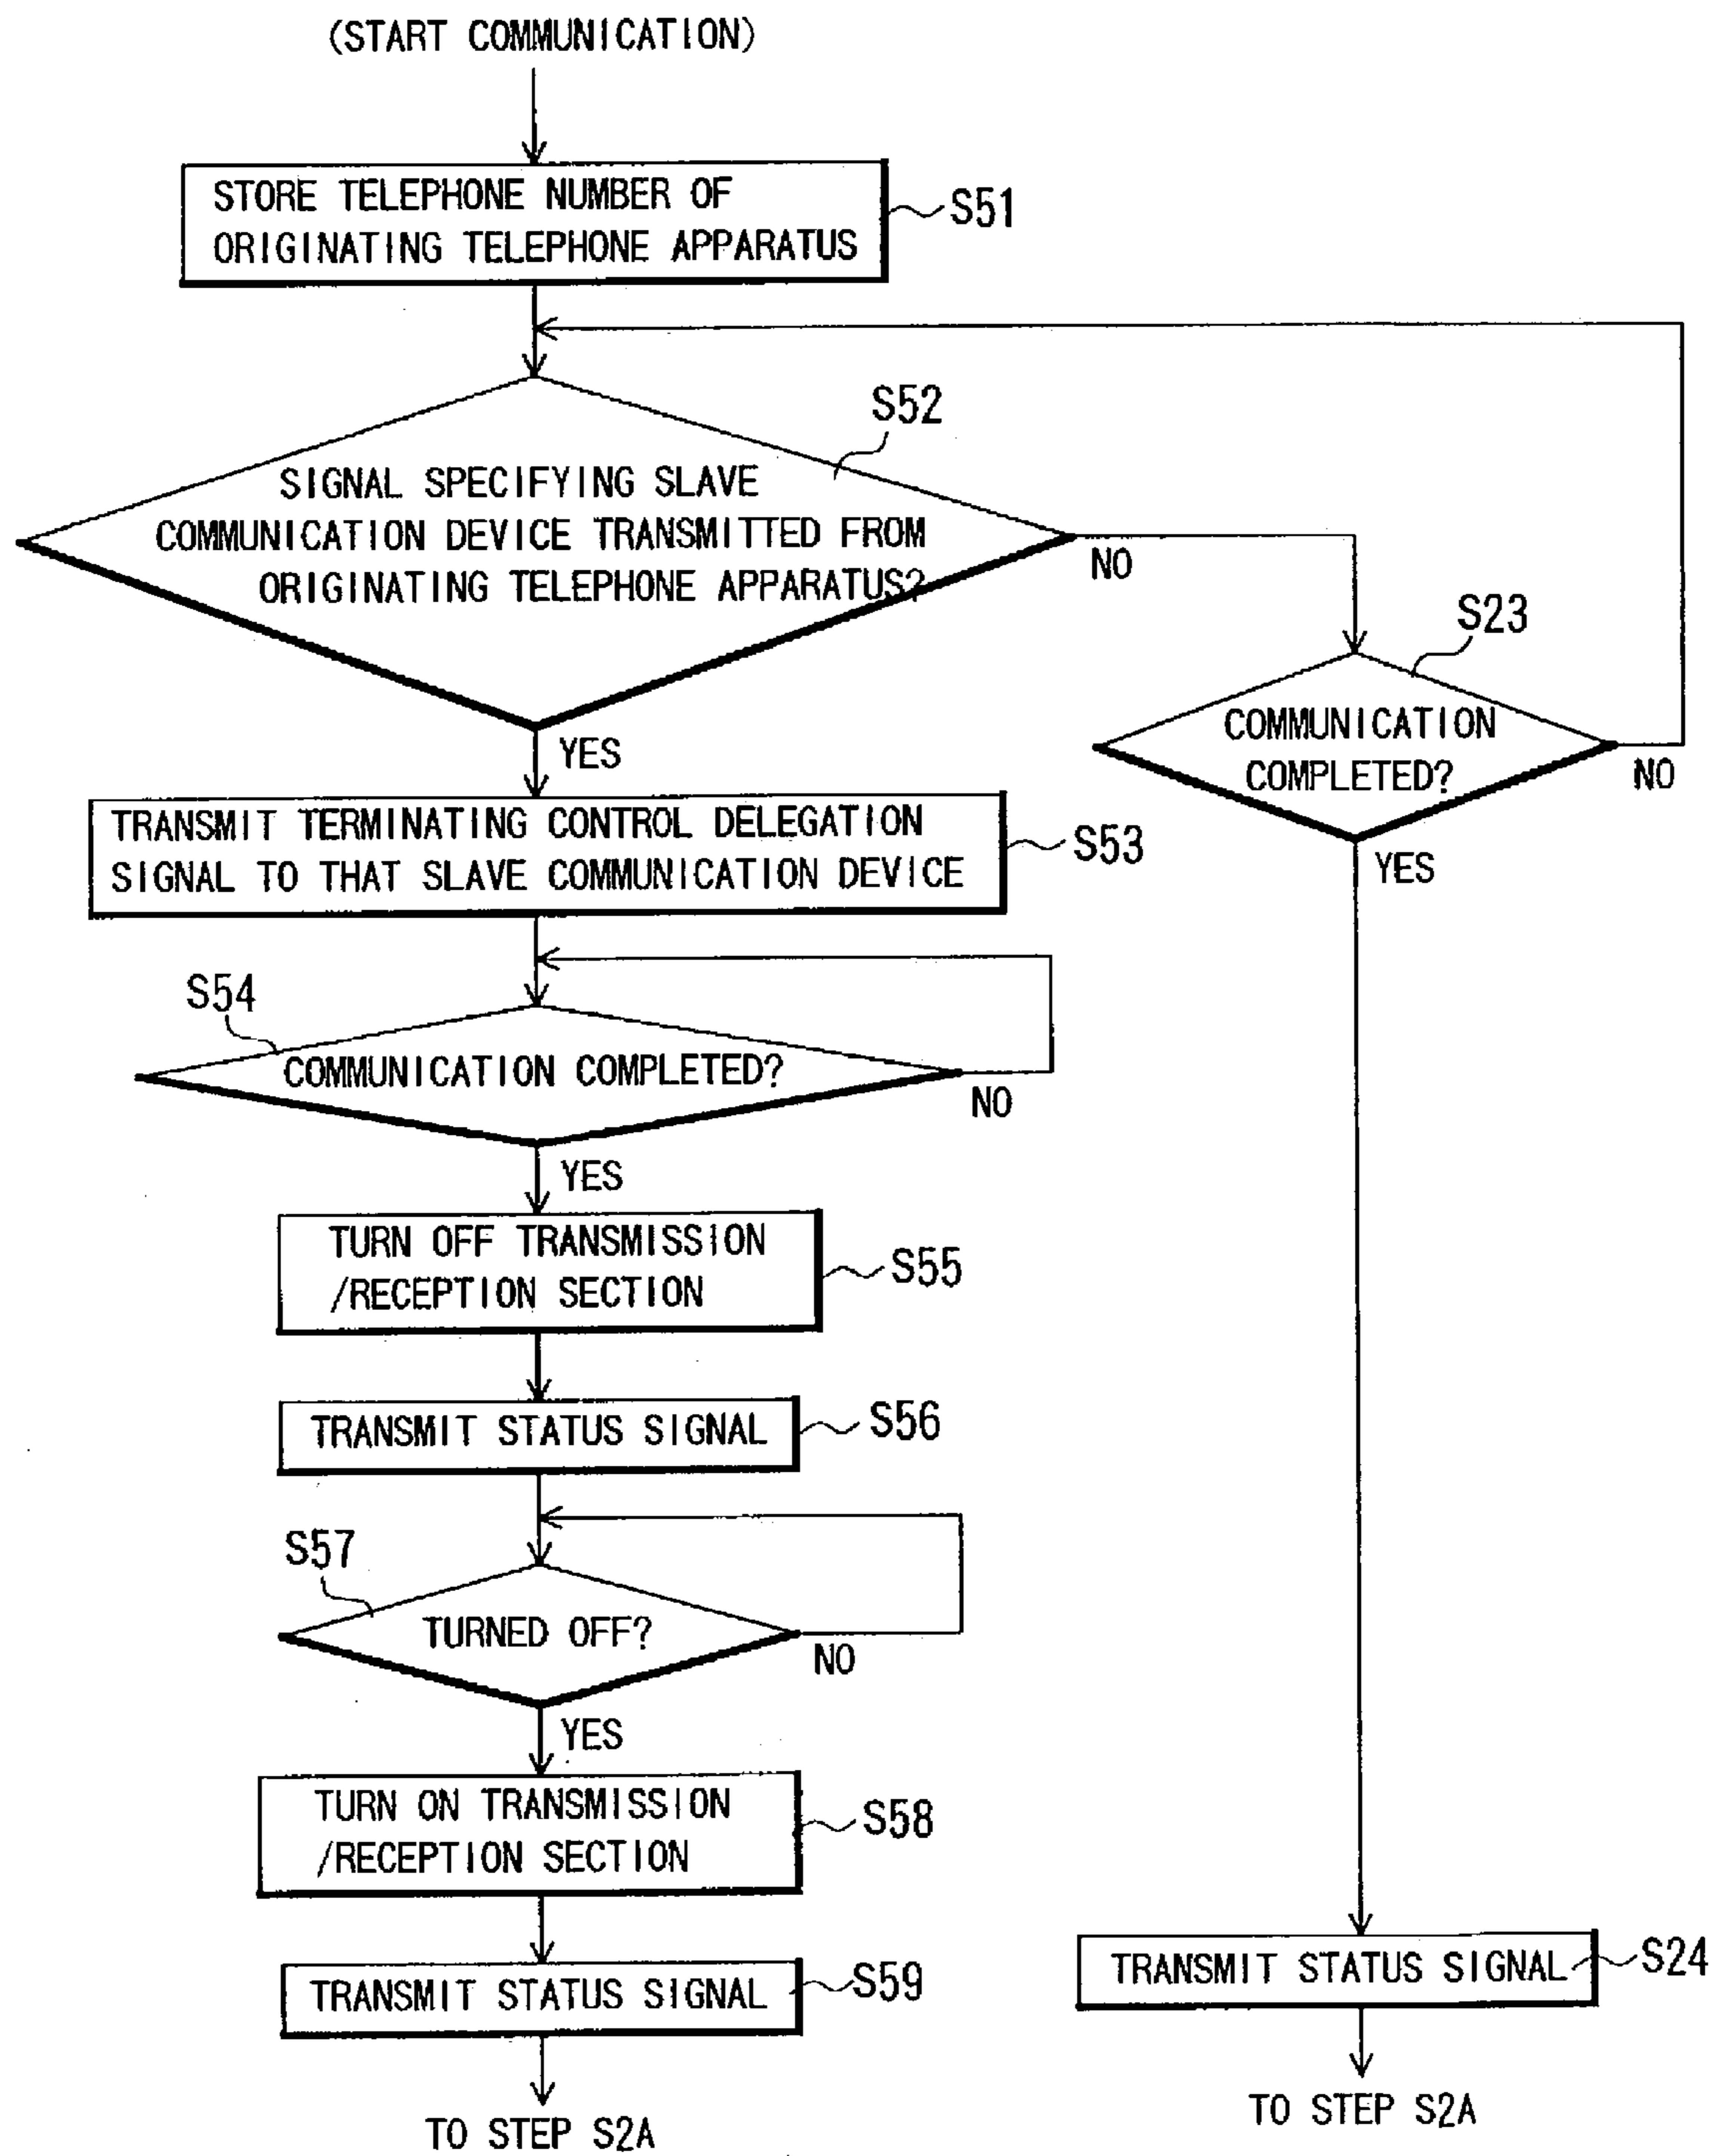 (START COMMUNICATION)
STORE TELEPHONE NUMBER OF
ORIGINATING TELEPHONE APPARATUS
S51
S52
SIGNAL SPECIFYING SLAVE
COMMUNICATION DEVICE TRANSMITTED FROM
ORIGINATING TELEPHONE APPARATUS?
NO
YES
S23
COMMUNICATION
COMPLETED?
NO
YES
TRANSMIT TERMINATING CONTROL DELEGATION
SIGNAL TO THAT SLAVE COMMUNICATION DEVICE
S53
S54
COMMUNICATION COMPLETED?
NO
YES
TURN OFF TRANSMISSION
/RECEPTION SECTION
S55
TRANSMIT STATUS SIGNAL
S56
S57
TURNED OFF?
NO
YES
TURN ON TRANSMISSION
/RECEPTION SECTION
S58
TRANSMIT STATUS SIGNAL
S59
TO STEP S2A
TRANSMIT STATUS SIGNAL
S24
TO STEP S2A